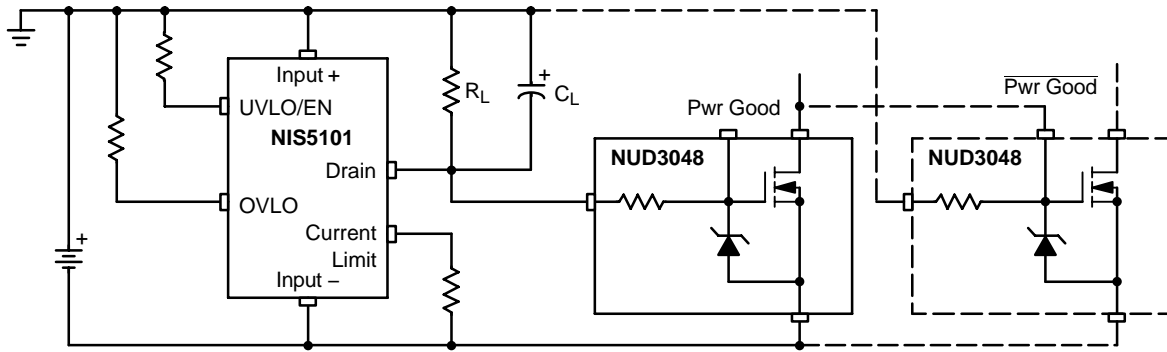 Input +
UVLO/EN
NIS5101
Drain
OVLO
Current
Limit
Input –
+
R_L
+
C_L
Pwr Good
NUD3048
Pwr Good
NUD3048